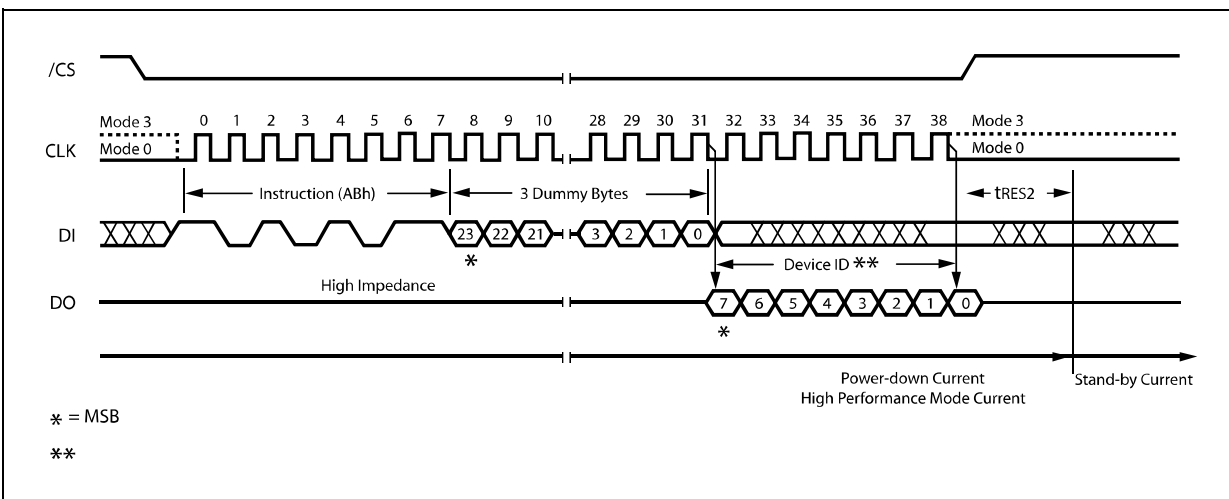 /CS
Mode 3
0 1 2 3 4 5 6 7 8 9 10 28 29 30 31 32 33 34 35 36 37 38
Mode 3
CLK
Mode 0
Mode 0
Instruction (ABh)
3 Dummy Bytes
tRES2
DI
23 22 21 3 2 1 0
*
Device ID **
High Impedance
DO
7 6 5 4 3 2 1 0
*
Power-down Current
High Performance Mode Current
Stand-by Current
* = MSB
**